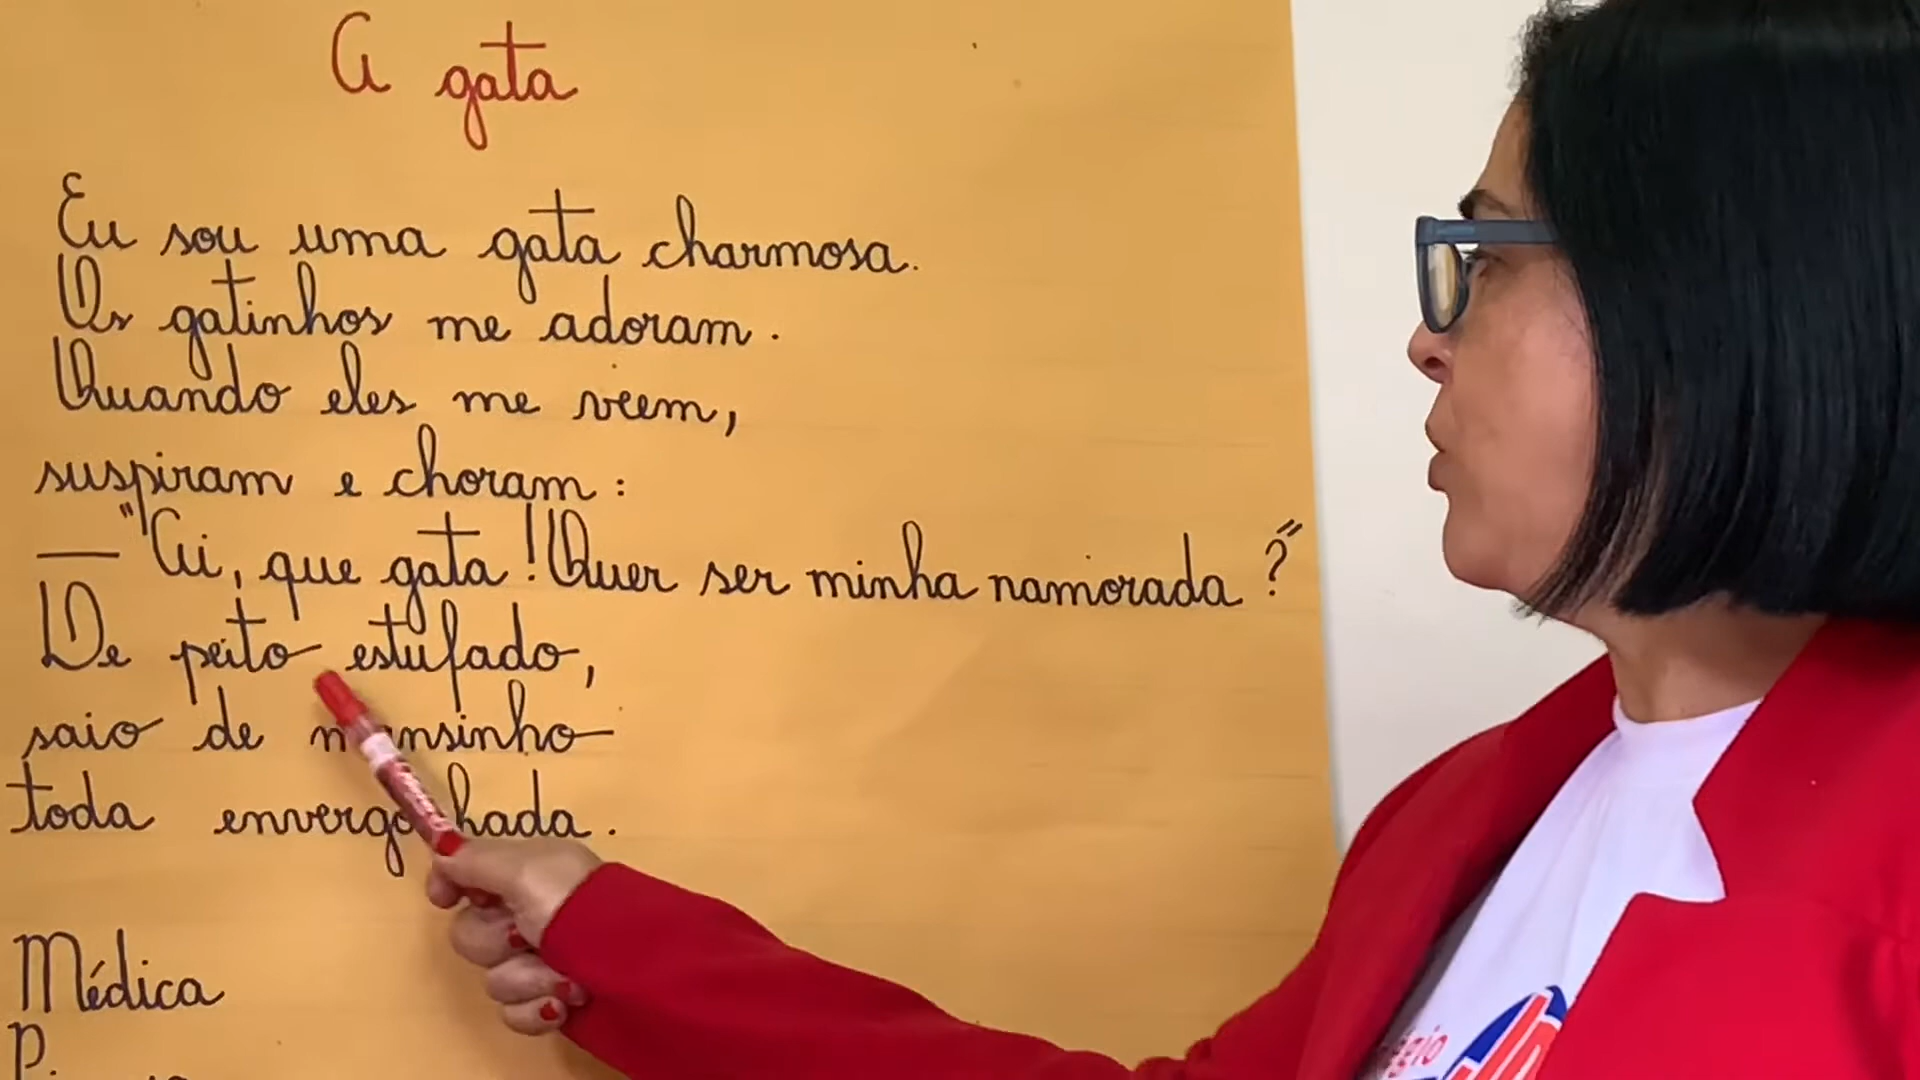 A gata
Eu sou uma gata charmosa.
Os gatinhos me adoram.
Quando eles me veem,
suspiram e choram:
— "Ai, que gata! Quer ser minha namorada?"
De peito estufado,
saio de mansinho
toda envergonhada.
Médica